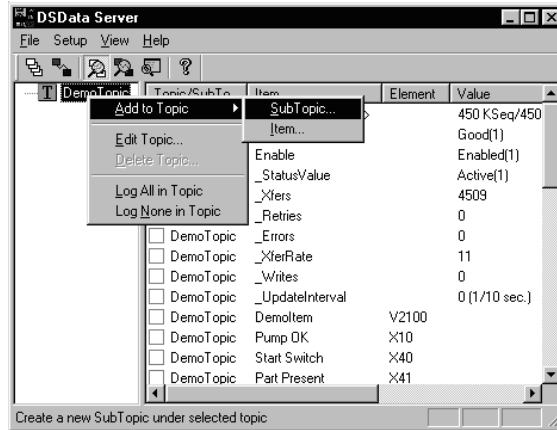 DSData Server
File Setup View Help
T DemoTopic Topic/SubTo Item Element Value
Add to Topic
SubTopic...
Item...
Edit Topic...
Delete Topic...
Log All in Topic
Log None in Topic
450 KSeq/450
Good(1)
Enable Enabled(1)
_StatusValue Active(1)
_Xfers 4509
_Retries 0
DemoTopic _Errors 0
DemoTopic _XferRate 11
DemoTopic _Writes 0
DemoTopic _UpdateInterval 0 (1/10 sec.)
DemoTopic DemoItem V2100
DemoTopic Pump OK X10
DemoTopic Start Switch X40
DemoTopic Part Present X41
Create a new SubTopic under selected topic